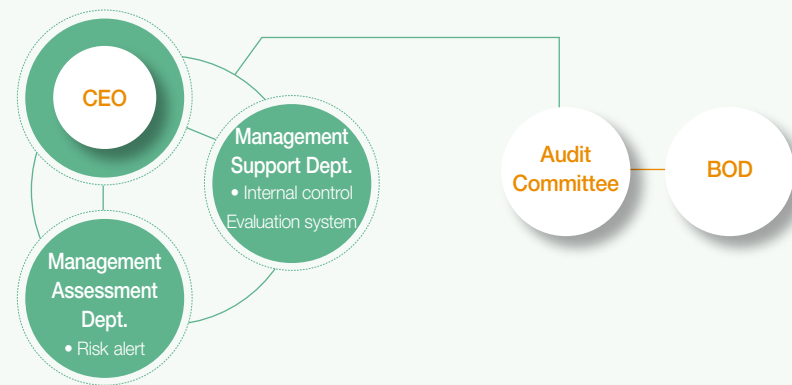 CEO
Management
Support Dept.
• Internal control
Evaluation system
Management
Assessment
Dept.
• Risk alert
Audit
Committee
BOD